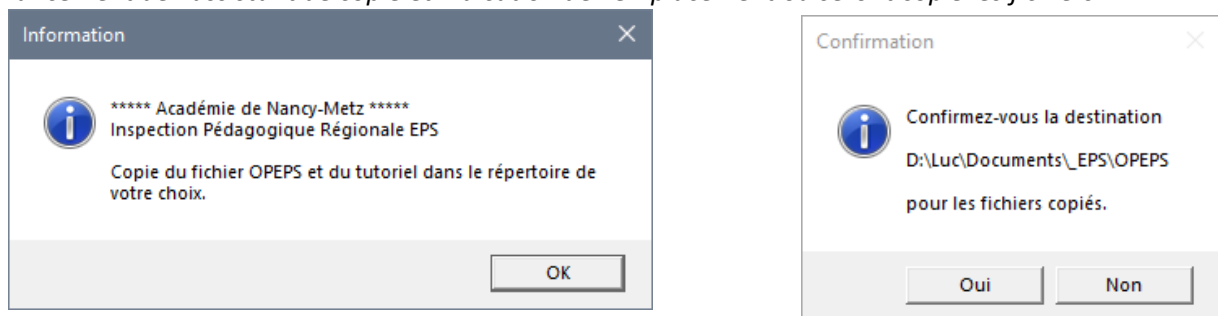 Information
***** Académie de Nancy-Metz *****
Inspection Pédagogique Régionale EPS
Copie du fichier OPEPS et du tutoriel dans le répertoire de
votre choix.
OK
Confirmation
Confirmez-vous la destination
D:\Luc\Documents\_EPS\OPEPS
pour les fichiers copiés.
Oui
Non